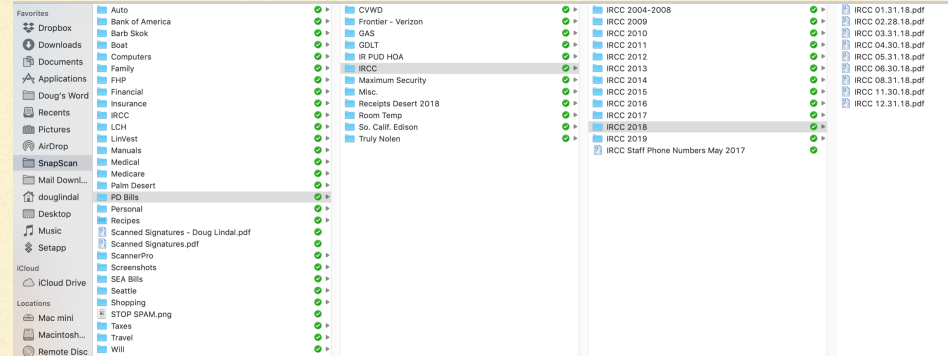 Favorites
Dropbox
Downloads
Documents
Applications
Doug's Word
Recents
Pictures
AirDrop
SnapScan
Mail Downl...
douglindal
Desktop
Music
Setapp
iCloud
iCloud Drive
Locations
Mac mini
Macintosh...
Remote Disc
Auto
Bank of America
Barb Skok
Boat
Computers
Family
FHP
Financial
Insurance
IRCC
LCH
LinVest
Manuals
Medical
Medicare
Palm Desert
PD Bills
Personal
Recipes
Scanned Signatures - Doug Lindal.pdf
Scanned Signatures.pdf
ScannerPro
Screenshots
SEA Bills
Seattle
Shopping
STOP SPAM.png
Taxes
Travel
Will
CVWD
Frontier - Verizon
GAS
GDLT
IR PUD HOA
IRCC
Maximum Security
Misc.
Receipts Desert 2018
Room Temp
So. Calif. Edison
Truly Nolen
IRCC 2004-2008
IRCC 2009
IRCC 2010
IRCC 2011
IRCC 2012
IRCC 2013
IRCC 2014
IRCC 2015
IRCC 2016
IRCC 2017
IRCC 2018
IRCC 2019
IRCC Staff Phone Numbers May 2017
IRCC 01.31.18.pdf
IRCC 02.28.18.pdf
IRCC 03.31.18.pdf
IRCC 04.30.18.pdf
IRCC 05.31.18.pdf
IRCC 06.30.18.pdf
IRCC 08.31.18.pdf
IRCC 11.30.18.pdf
IRCC 12.31.18.pdf